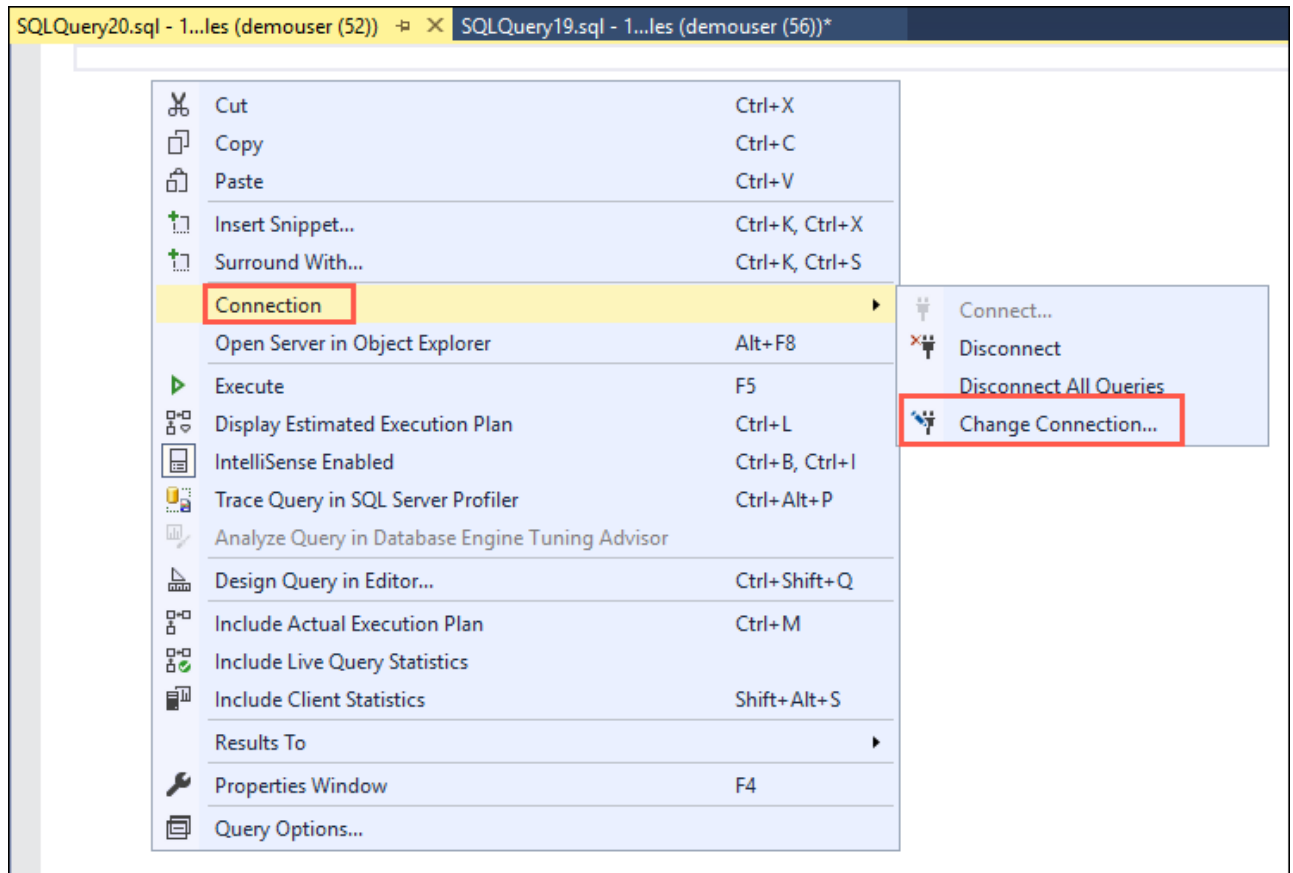 SQLQuery20.sql - 1...les (demouser (52)) SQLQuery19.sql - 1...les (demouser (56))*
Cut Ctrl+X
Copy Ctrl+C
Paste Ctrl+V
Insert Snippet... Ctrl+K, Ctrl+X
Surround With... Ctrl+K, Ctrl+S
Connection
Open Server in Object Explorer Alt+F8
Execute F5
Display Estimated Execution Plan Ctrl+L
IntelliSense Enabled Ctrl+B, Ctrl+I
Trace Query in SQL Server Profiler Ctrl+Alt+P
Analyze Query in Database Engine Tuning Advisor
Design Query in Editor... Ctrl+Shift+Q
Include Actual Execution Plan Ctrl+M
Include Live Query Statistics
Include Client Statistics Shift+Alt+S
Results To
Properties Window F4
Query Options...
Connect...
Disconnect
Disconnect All Queries
Change Connection...